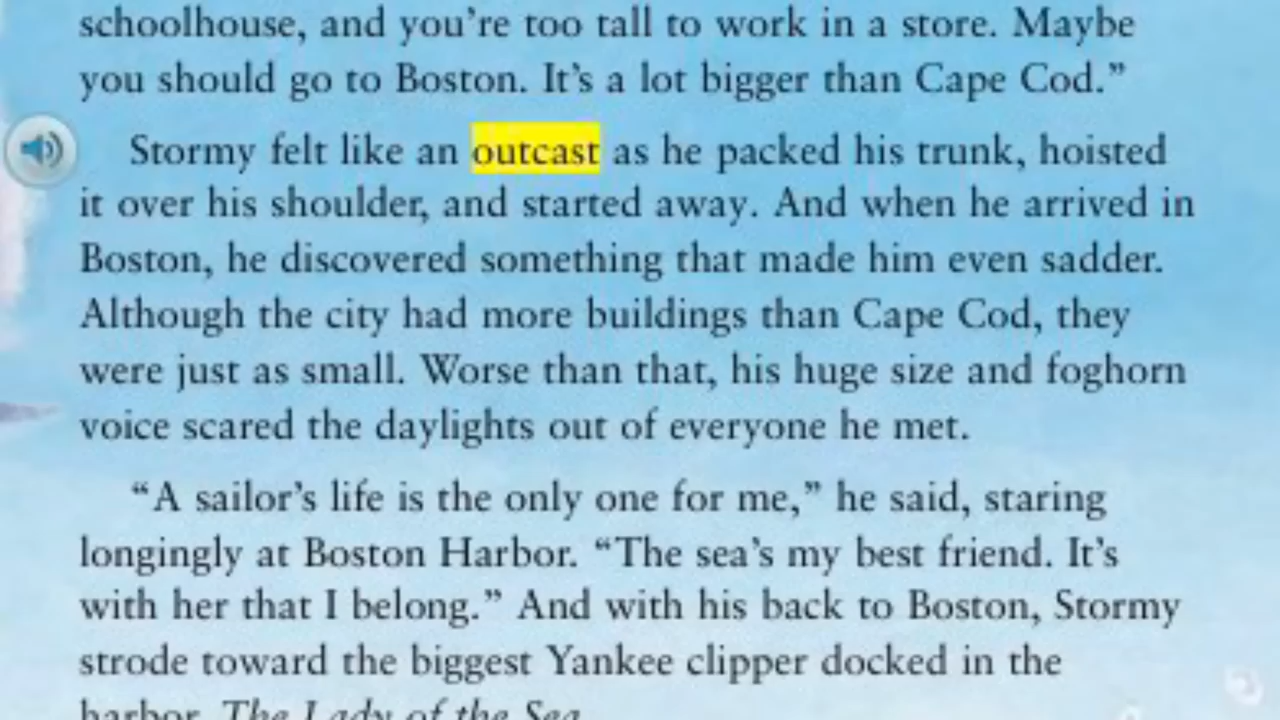 schoolhouse, and you’re too tall to work in a store. Maybe
you should go to Boston. It’s a lot bigger than Cape Cod.”
Stormy felt like an outcast as he packed his trunk, hoisted
it over his shoulder, and started away. And when he arrived in
Boston, he discovered something that made him even sadder.
Although the city had more buildings than Cape Cod, they
were just as small. Worse than that, his huge size and foghorn
voice scared the daylights out of everyone he met.
“A sailor’s life is the only one for me,” he said, staring
longingly at Boston Harbor. “The sea’s my best friend. It’s
with her that I belong.” And with his back to Boston, Stormy
strode toward the biggest Yankee clipper docked in the
harbor, The Lady of the Sea.